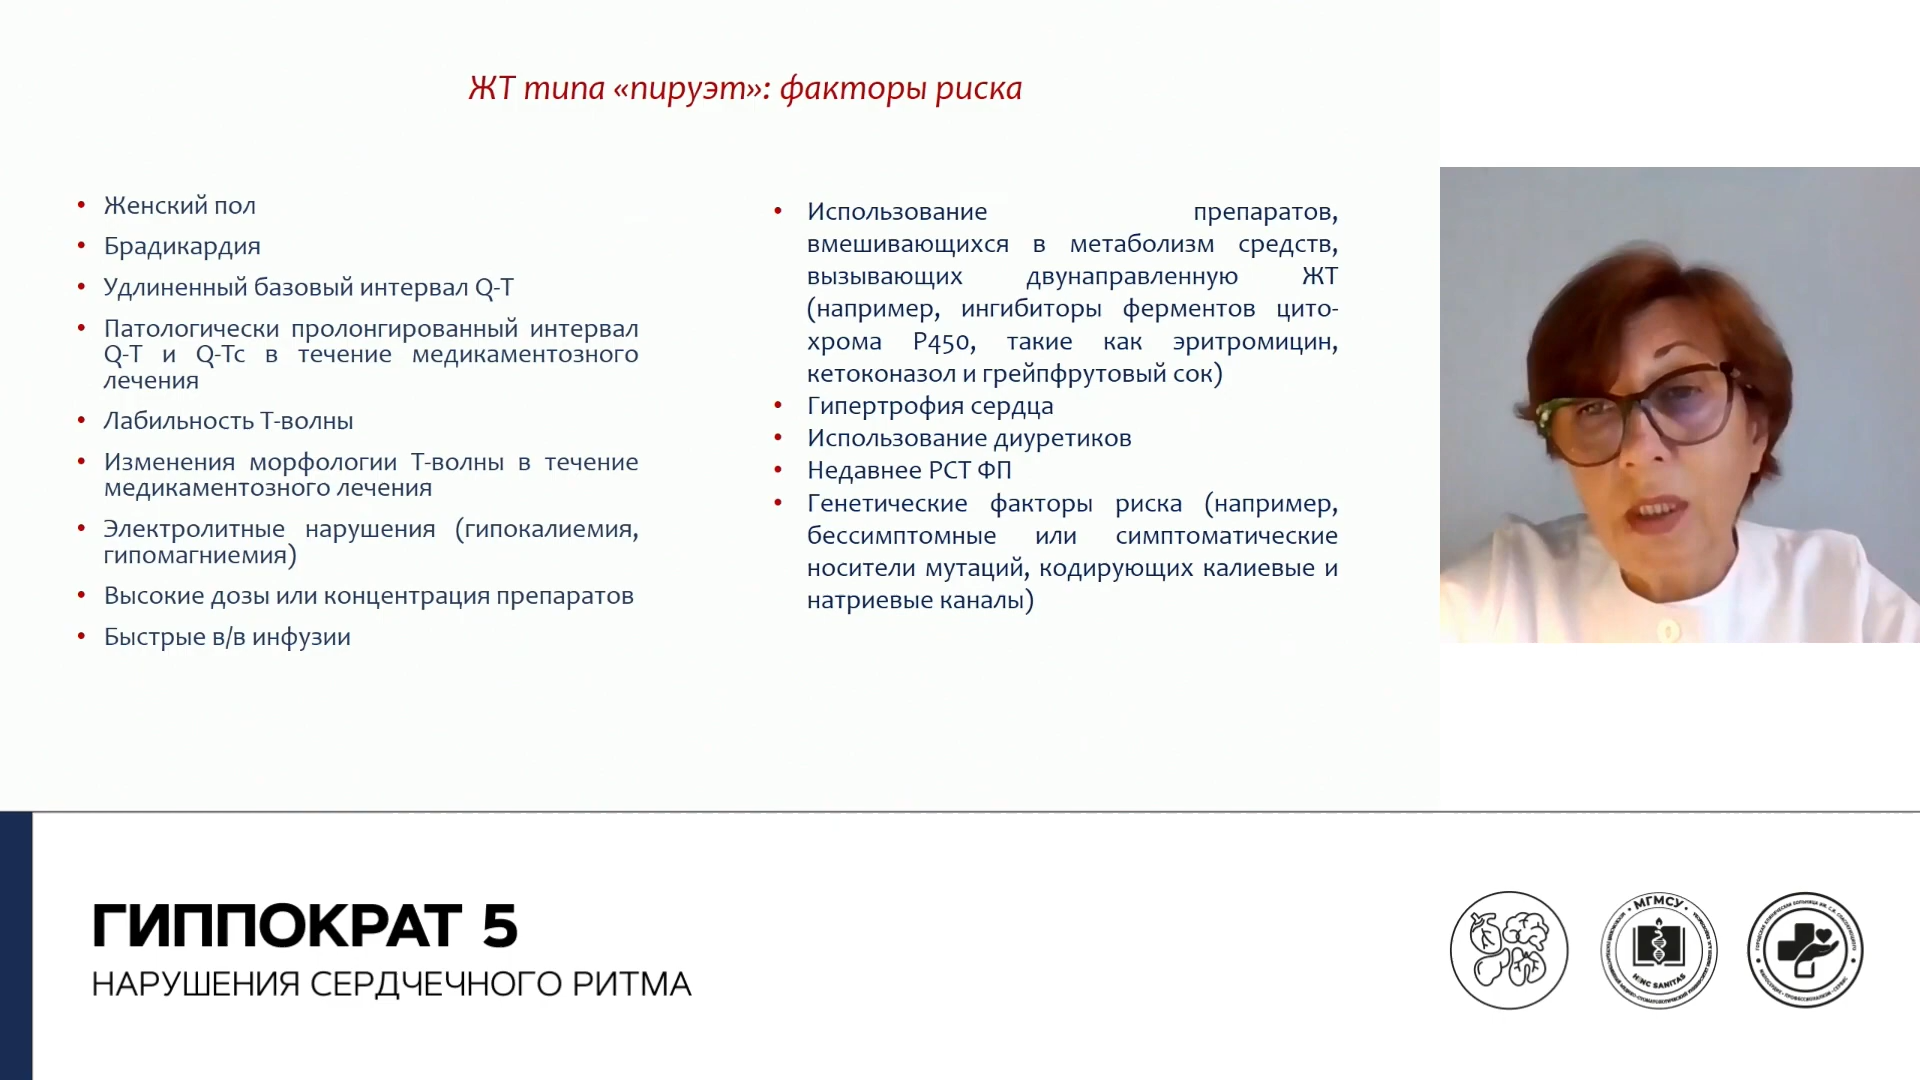 ЖТ типа «пируэт»: факторы риска
• Женский пол
• Брадикардия
• Удлиненный базовый интервал Q-T
• Патологически пролонгированный интервал
Q-T и Q-Tc в течение медикаментозного
лечения
• Лабильность Т-волны
• Изменения морфологии Т-волны в течение
медикаментозного лечения
• Электролитные нарушения (гипокалиемия,
гипомагниемия)
• Высокие дозы или концентрация препаратов
• Быстрые в/в инфузии
• Использование препаратов,
вмешивающихся в метаболизм средств,
вызывающих двунаправленную ЖТ
(например, ингибиторы ферментов цито-
хрома Р450, такие как эритромицин,
кетоконазол и грейпфрутовый сок)
• Гипертрофия сердца
• Использование диуретиков
• Недавнее РСТ ФП
• Генетические факторы риска (например,
бессимптомные или симптоматические
носители мутаций, кодирующих калиевые и
натриевые каналы)
ГИППОКРАТ 5
НАРУШЕНИЯ СЕРДЧЕЧНОГО РИТМА
МГМСУ